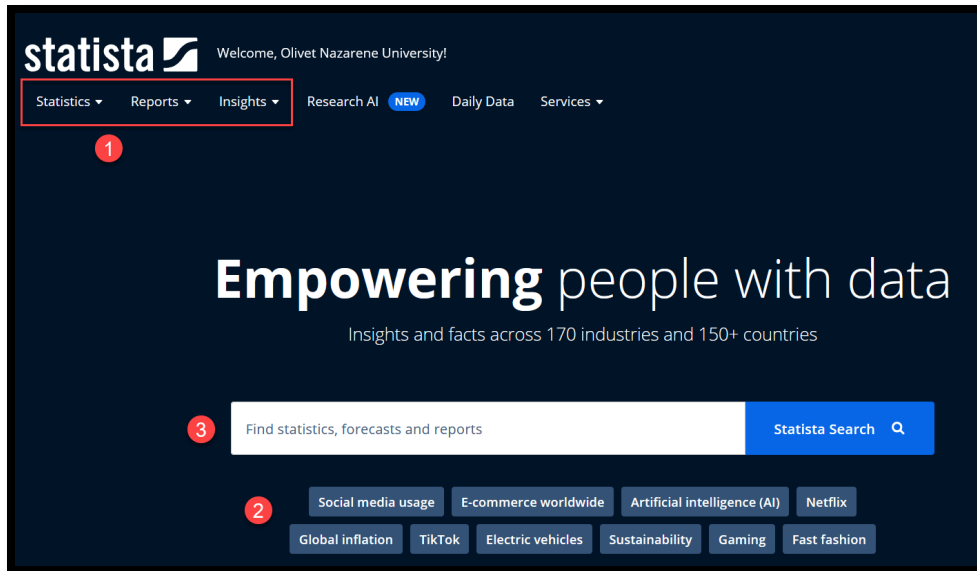 statista Welcome, Olivet Nazarene University!
Statistics Reports Insights Research AI NEW Daily Data Services
1
Empowering people with data
Insights and facts across 170 industries and 150+ countries
3 Find statistics, forecasts and reports Statista Search
2 Social media usage E-commerce worldwide Artificial intelligence (AI) Netflix
Global inflation TikTok Electric vehicles Sustainability Gaming Fast fashion